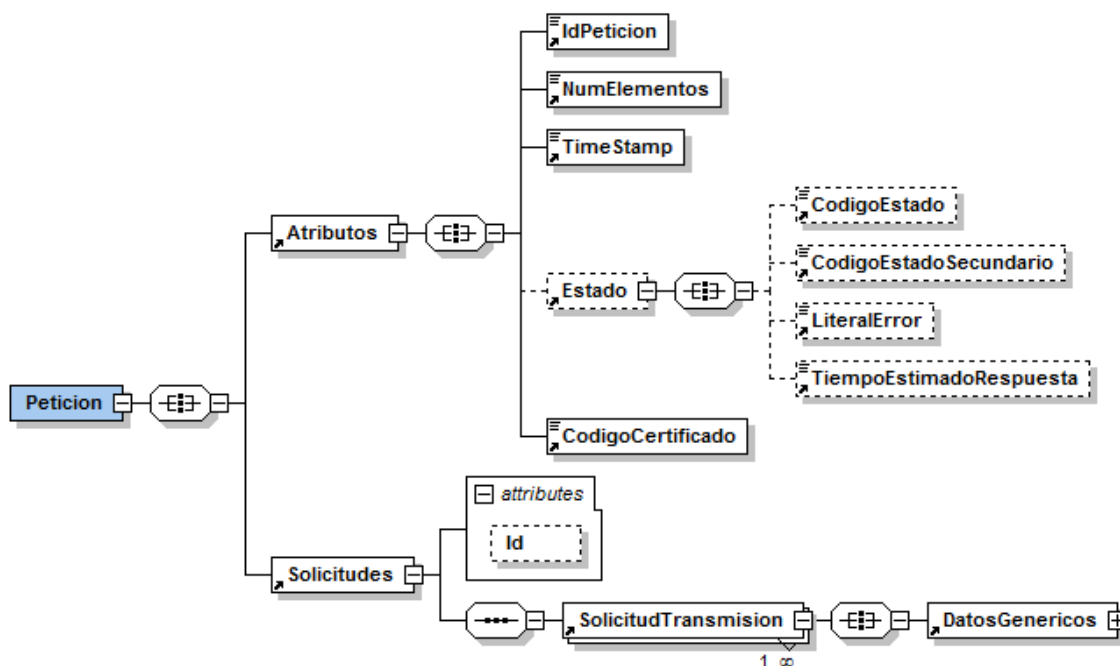 IdPeticion
NumElementos
TimeStamp
CodigoEstado
Atributos
CodigoEstadoSecundario
Estado
LiteralError
TiempoEstimadoRespuesta
Peticion
CodigoCertificado
attributes
Id
Solicitudes
SolicitudTransmision
DatosGenericos
1 ∞